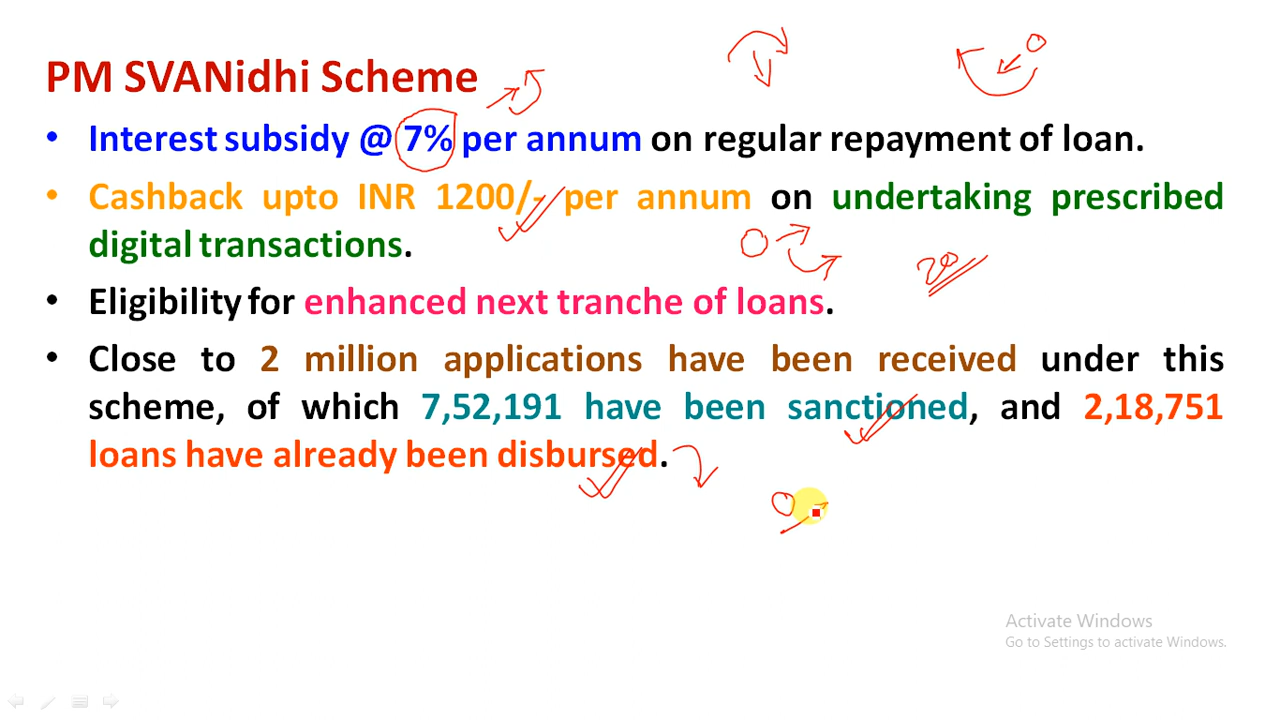 PM SVANidhi Scheme
• Interest subsidy @ 7% per annum on regular repayment of loan.
• Cashback upto INR 1200/- per annum on undertaking prescribed
digital transactions.
20
• Eligibility for enhanced next tranche of loans.
• Close to 2 million applications have been received under this
scheme, of which 7,52,191 have been sanctioned, and 2,18,751
loans have already been disbursed.
Activate Windows
Go to Settings to activate Windows.